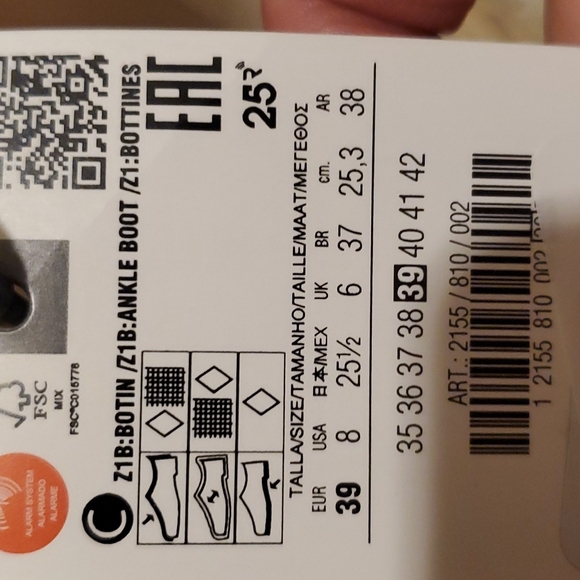 Z1B:BOTIN /Z1B:ANKLE BOOT /Z1:BOTTINES
EAC
25
TALLA/SIZE/TAMANHO/TAILLE/MAAT/ΜΕΓΕΘΟΣ
EUR USA 日本/MEX UK BR cm. AR
39 8 25½ 6 37 25,3 38
35 36 37 38 39 40 41 42
ART.: 2155 / 810 / 002
1 2155 810 002
FSC
MIX
FSC®C016778
ALARM SYSTEM
ALARMADO
ALARME
C